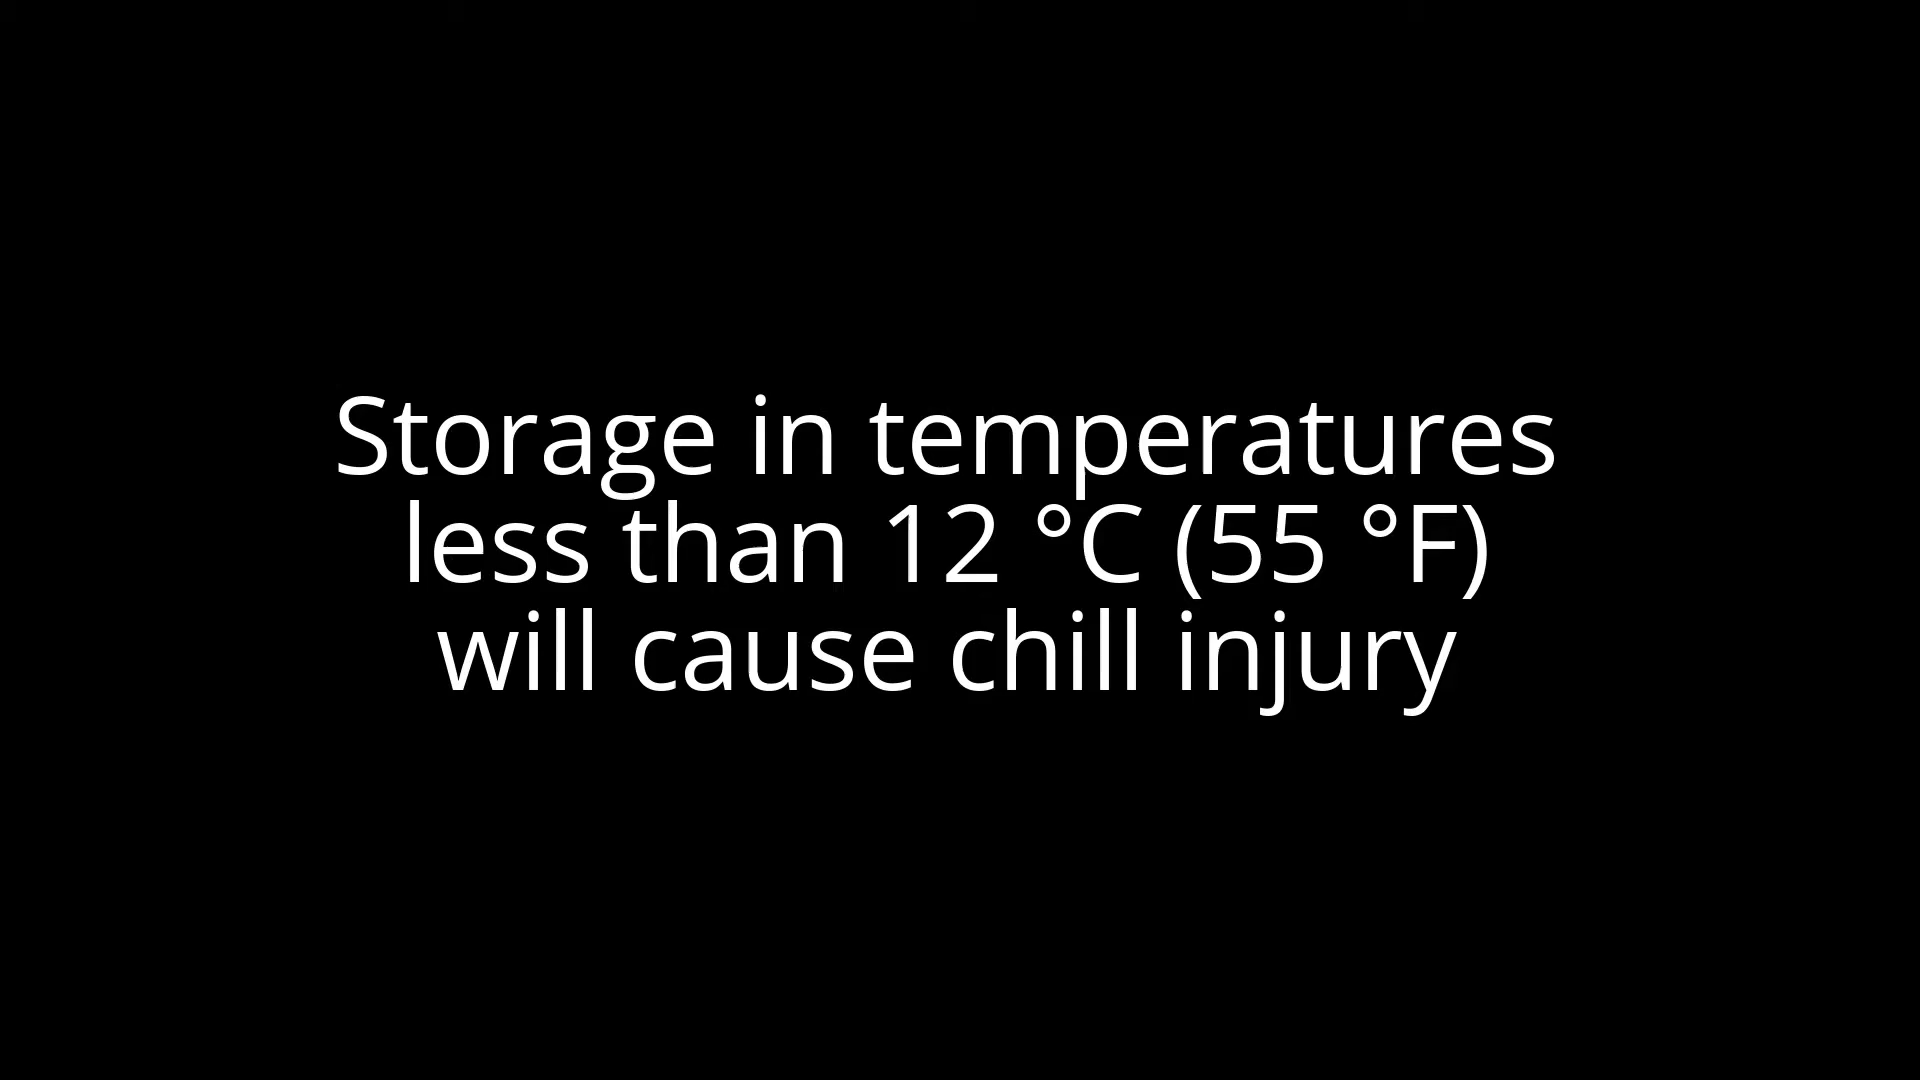 Storage in temperatures
less than 12 °C (55 °F)
will cause chill injury